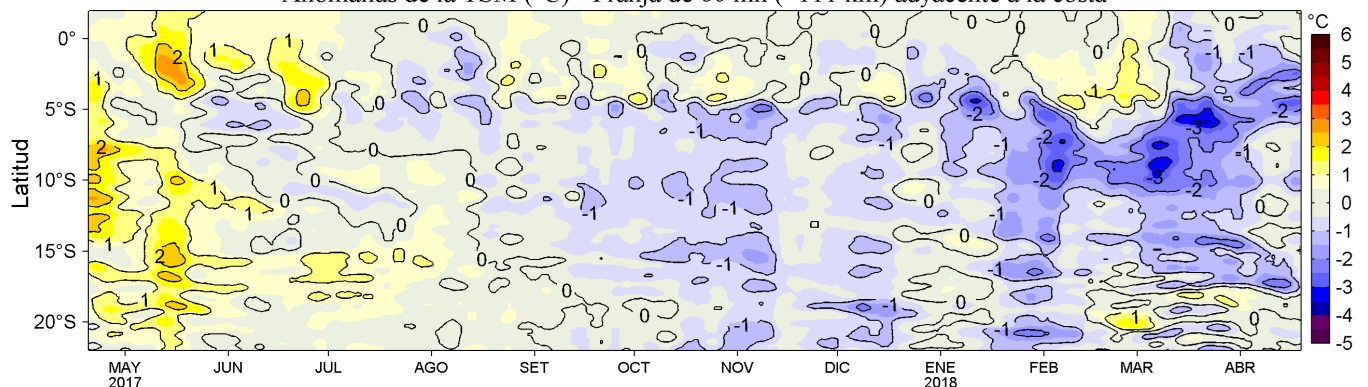 Anomalías de la TSM (°C) - Franja de 60 mn (~111 km) adyacente a la costa
°C
Latitud
0°
5°S
10°S
15°S
20°S
6
5
4
3
2
1
0
-1
-2
-3
-4
-5
MAY
2017
JUN
JUL
AGO
SET
OCT
NOV
DIC
ENE
2018
FEB
MAR
ABR